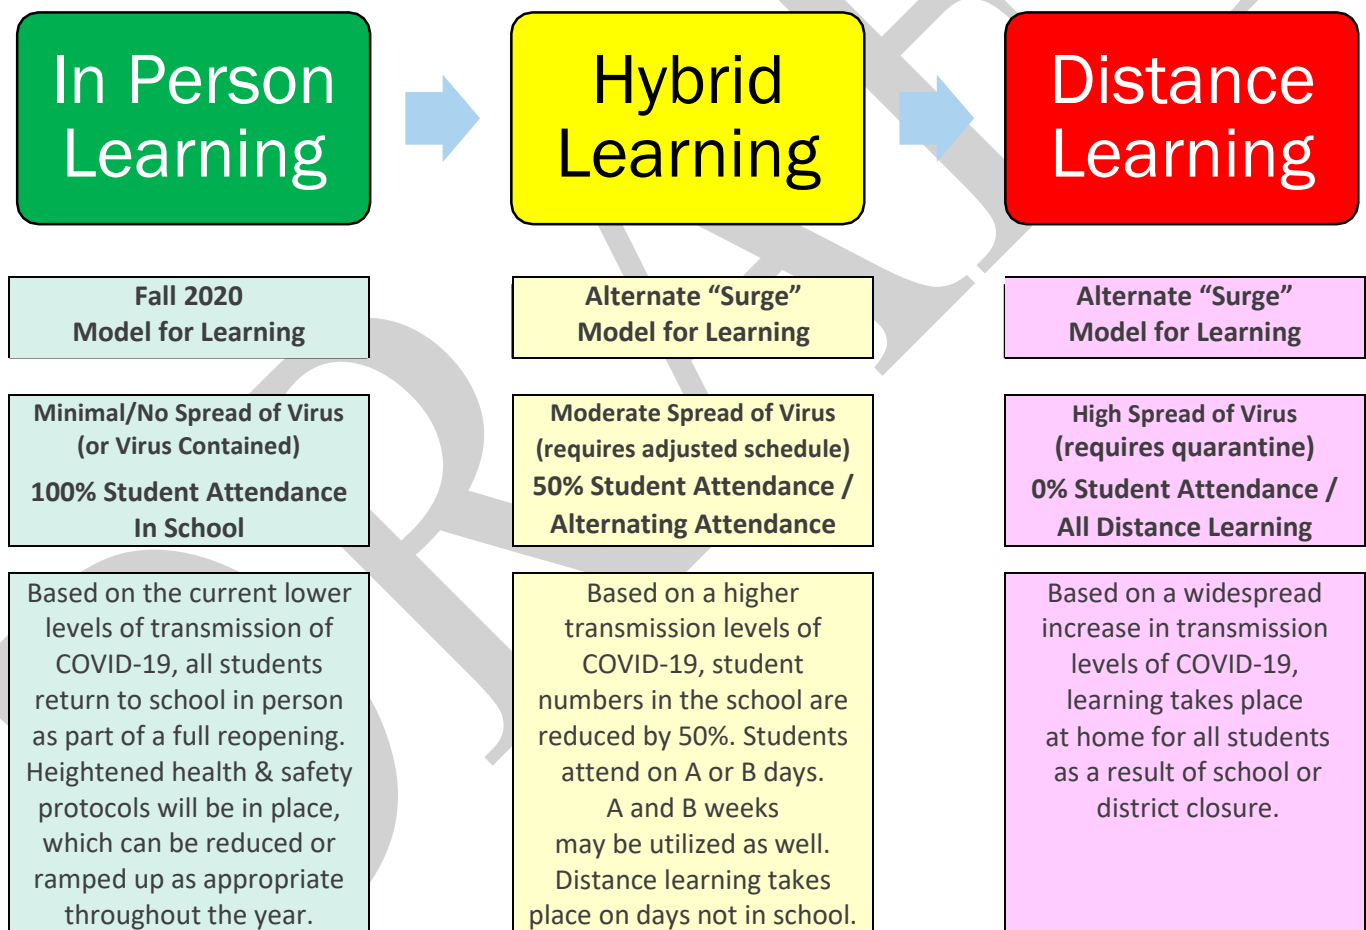 In Person
Learning
Hybrid
Learning
Distance
Learning
Fall 2020
Model for Learning
Alternate “Surge”
Model for Learning
Alternate “Surge”
Model for Learning
Minimal/No Spread of Virus
(or Virus Contained)
100% Student Attendance
In School
Moderate Spread of Virus
(requires adjusted schedule)
50% Student Attendance /
Alternating Attendance
High Spread of Virus
(requires quarantine)
0% Student Attendance /
All Distance Learning
Based on the current lower
levels of transmission of
COVID-19, all students
return to school in person
as part of a full reopening.
Heightened health & safety
protocols will be in place,
which can be reduced or
ramped up as appropriate
throughout the year.
Based on a higher
transmission levels of
COVID-19, student
numbers in the school are
reduced by 50%. Students
attend on A or B days.
A and B weeks
may be utilized as well.
Distance learning takes
place on days not in school.
Based on a widespread
increase in transmission
levels of COVID-19,
learning takes place
at home for all students
as a result of school or
district closure.